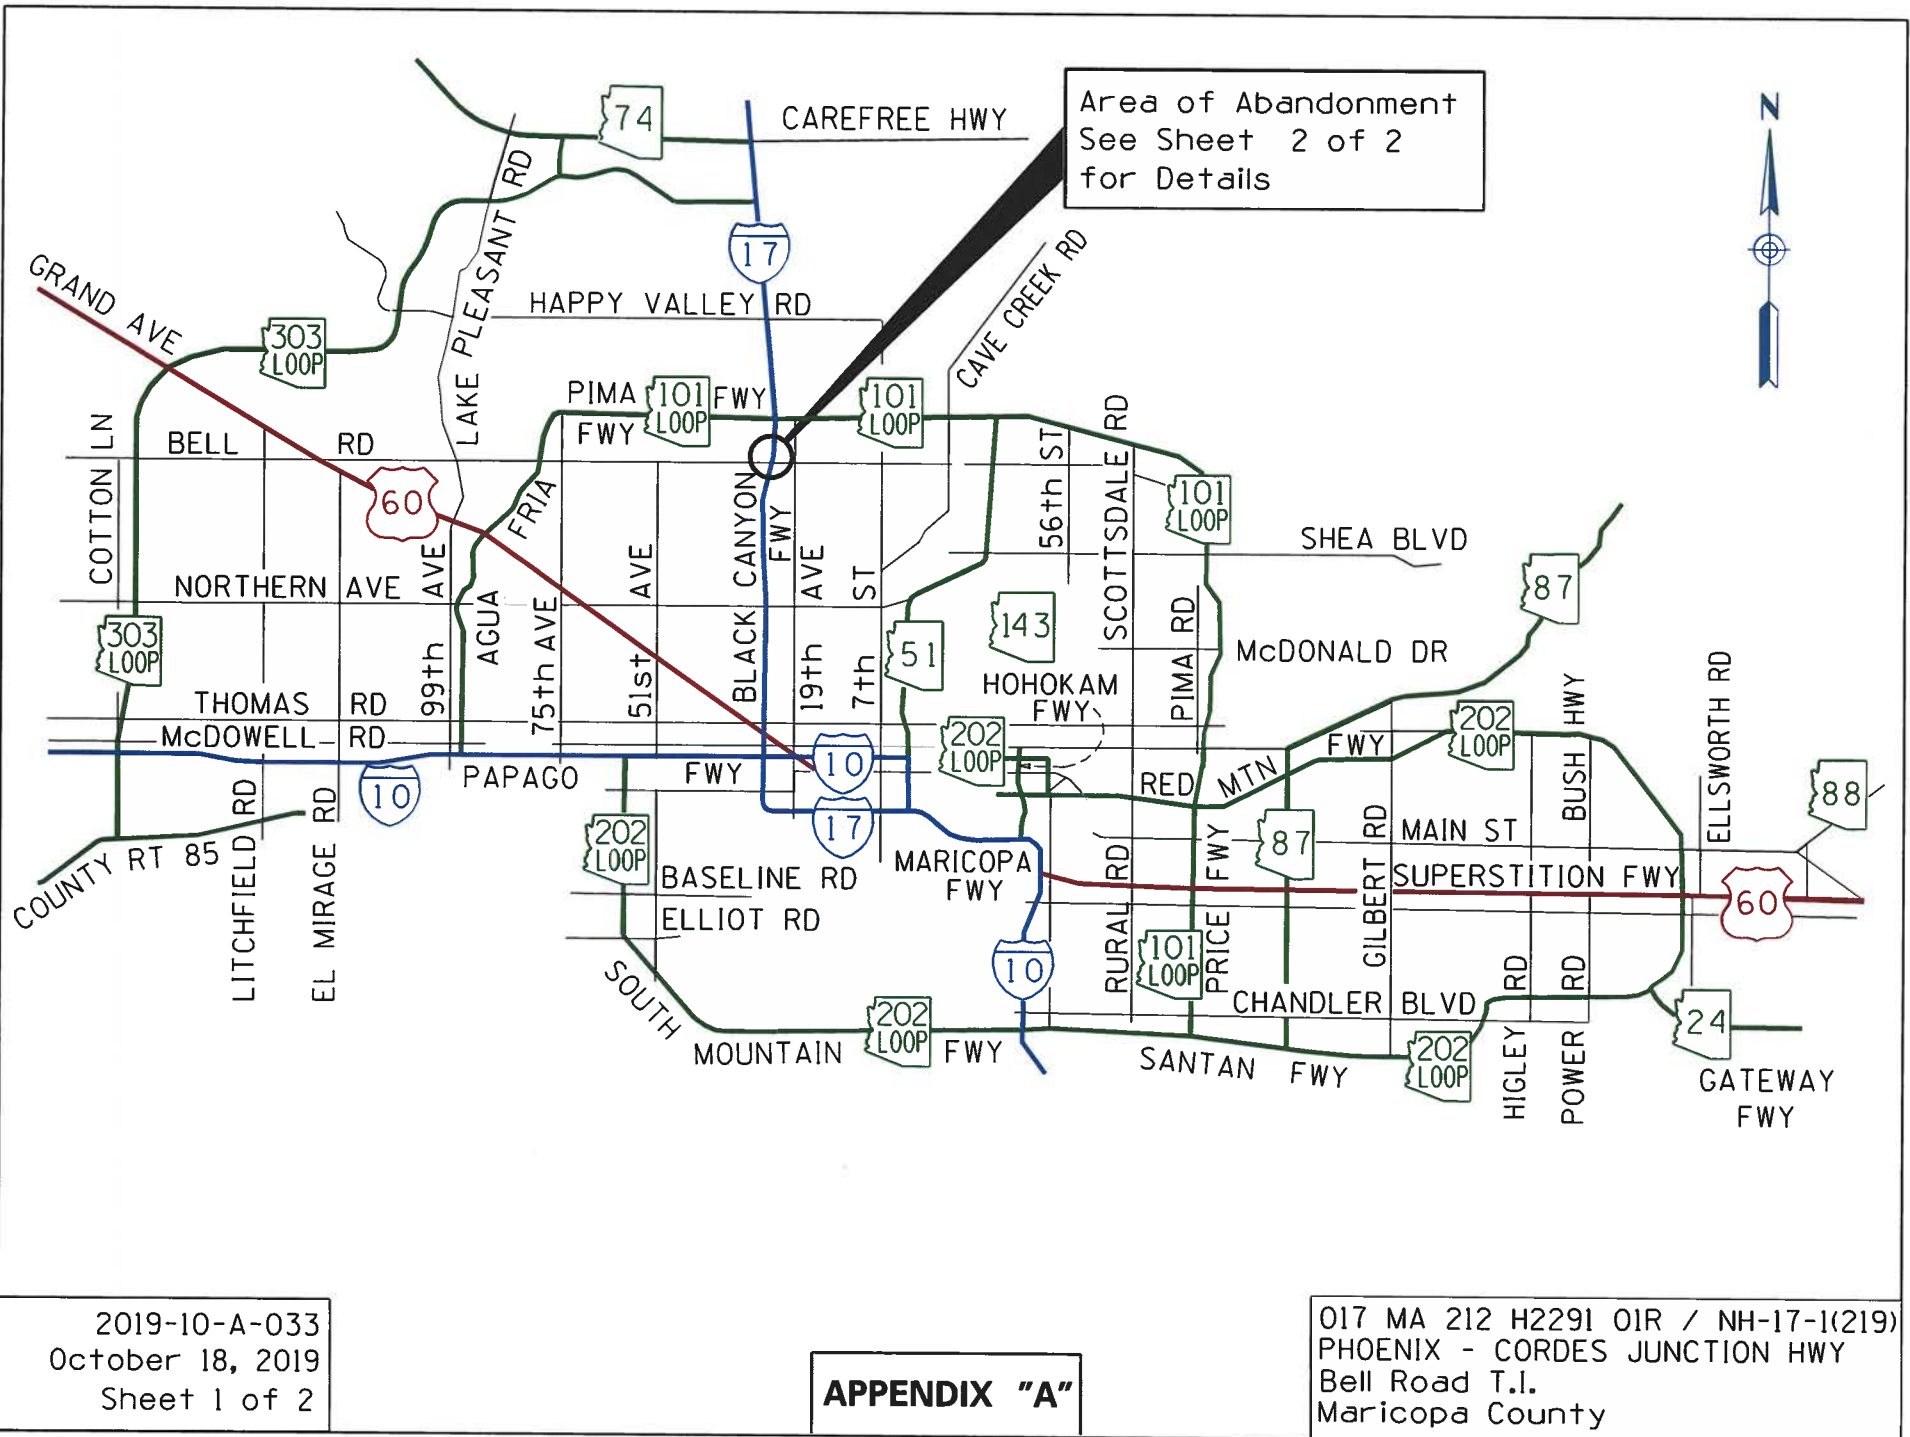 74
CAREFREE HWY
Area of Abandonment
See Sheet 2 of 2
for Details
N
LAKE PLEASANT RD
17
GRAND AVE
HAPPY VALLEY RD
CAVE CREEK RD
303 LOOP
PIMA FWY
101 LOOP
FWY
101 LOOP
COTTON LN
BELL RD
60
AGUA FRIA
BLACK CANYON FWY
56th ST
SCOTTSDALE RD
101 LOOP
SHEA BLVD
87
NORTHERN AVE
99th AVE
75th AVE
51st AVE
19th AVE
7th ST
303 LOOP
51
143
PIMA RD
McDONALD DR
HOHOKAM
FWY
THOMAS RD
McDOWELL RD
202 LOOP
202 LOOP
BUSH HWY
ELLSWORTH RD
10
PAPAGO FWY
10
RED MTN FWY
88
17
COUNTY RT 85
LITCHFIELD RD
EL MIRAGE RD
202 LOOP
BASELINE RD
ELLIOT RD
MARICOPA
FWY
RURAL RD
PRICE FWY
87
GILBERT RD
MAIN ST
SUPERSTITION FWY
60
10
101 LOOP
CHANDLER BLVD
HIGLEY RD
POWER RD
24
SOUTH MOUNTAIN FWY
202 LOOP
SANTAN FWY
202 LOOP
GATEWAY
FWY
2019-10-A-033
October 18, 2019
Sheet 1 of 2
APPENDIX "A"
017 MA 212 H2291 01R / NH-17-1(219)
PHOENIX - CORDES JUNCTION HWY
Bell Road T.I.
Maricopa County